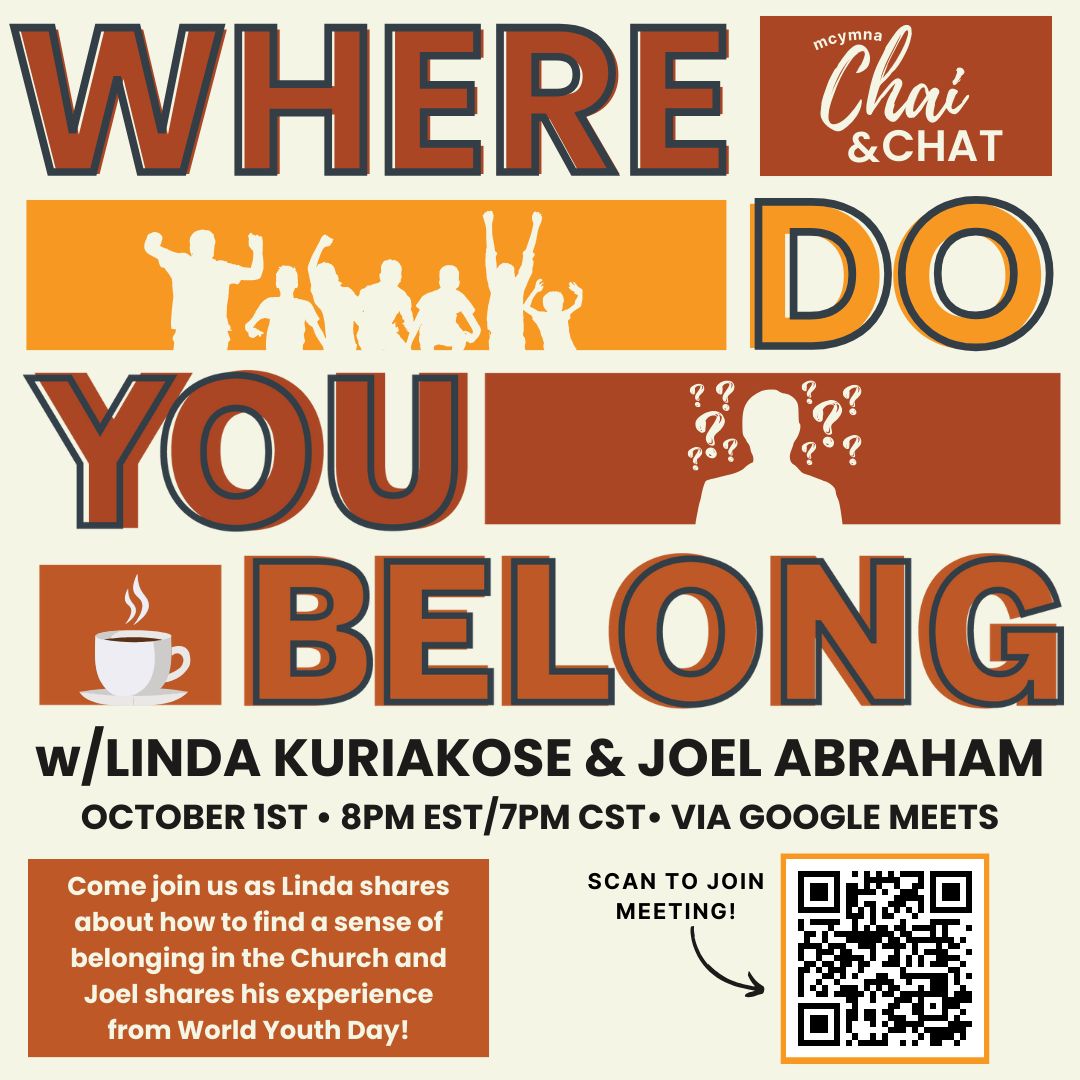 WHERE
mcymna
Chai
&CHAT
DO
YOU
? ? ? ? ? ? ? ? ? ?
BELONG
w/LINDA KURIAKOSE & JOEL ABRAHAM
OCTOBER 1ST • 8PM EST/7PM CST• VIA GOOGLE MEETS
Come join us as Linda shares
about how to find a sense of
belonging in the Church and
Joel shares his experience
from World Youth Day!
SCAN TO JOIN
MEETING!